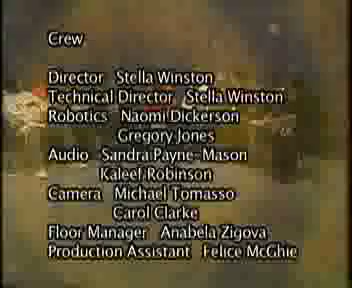 Crew
Director Stella Winston
Technical Director Stella Winston
Robotics Naomi Dickerson
Gregory Jones
Audio Sandra Payne-Mason
Kaleef Robinson
Camera Michael Tomasso
Carol Clarke
Floor Manager Anabela Zigova
Production Assistant Felice McGhie